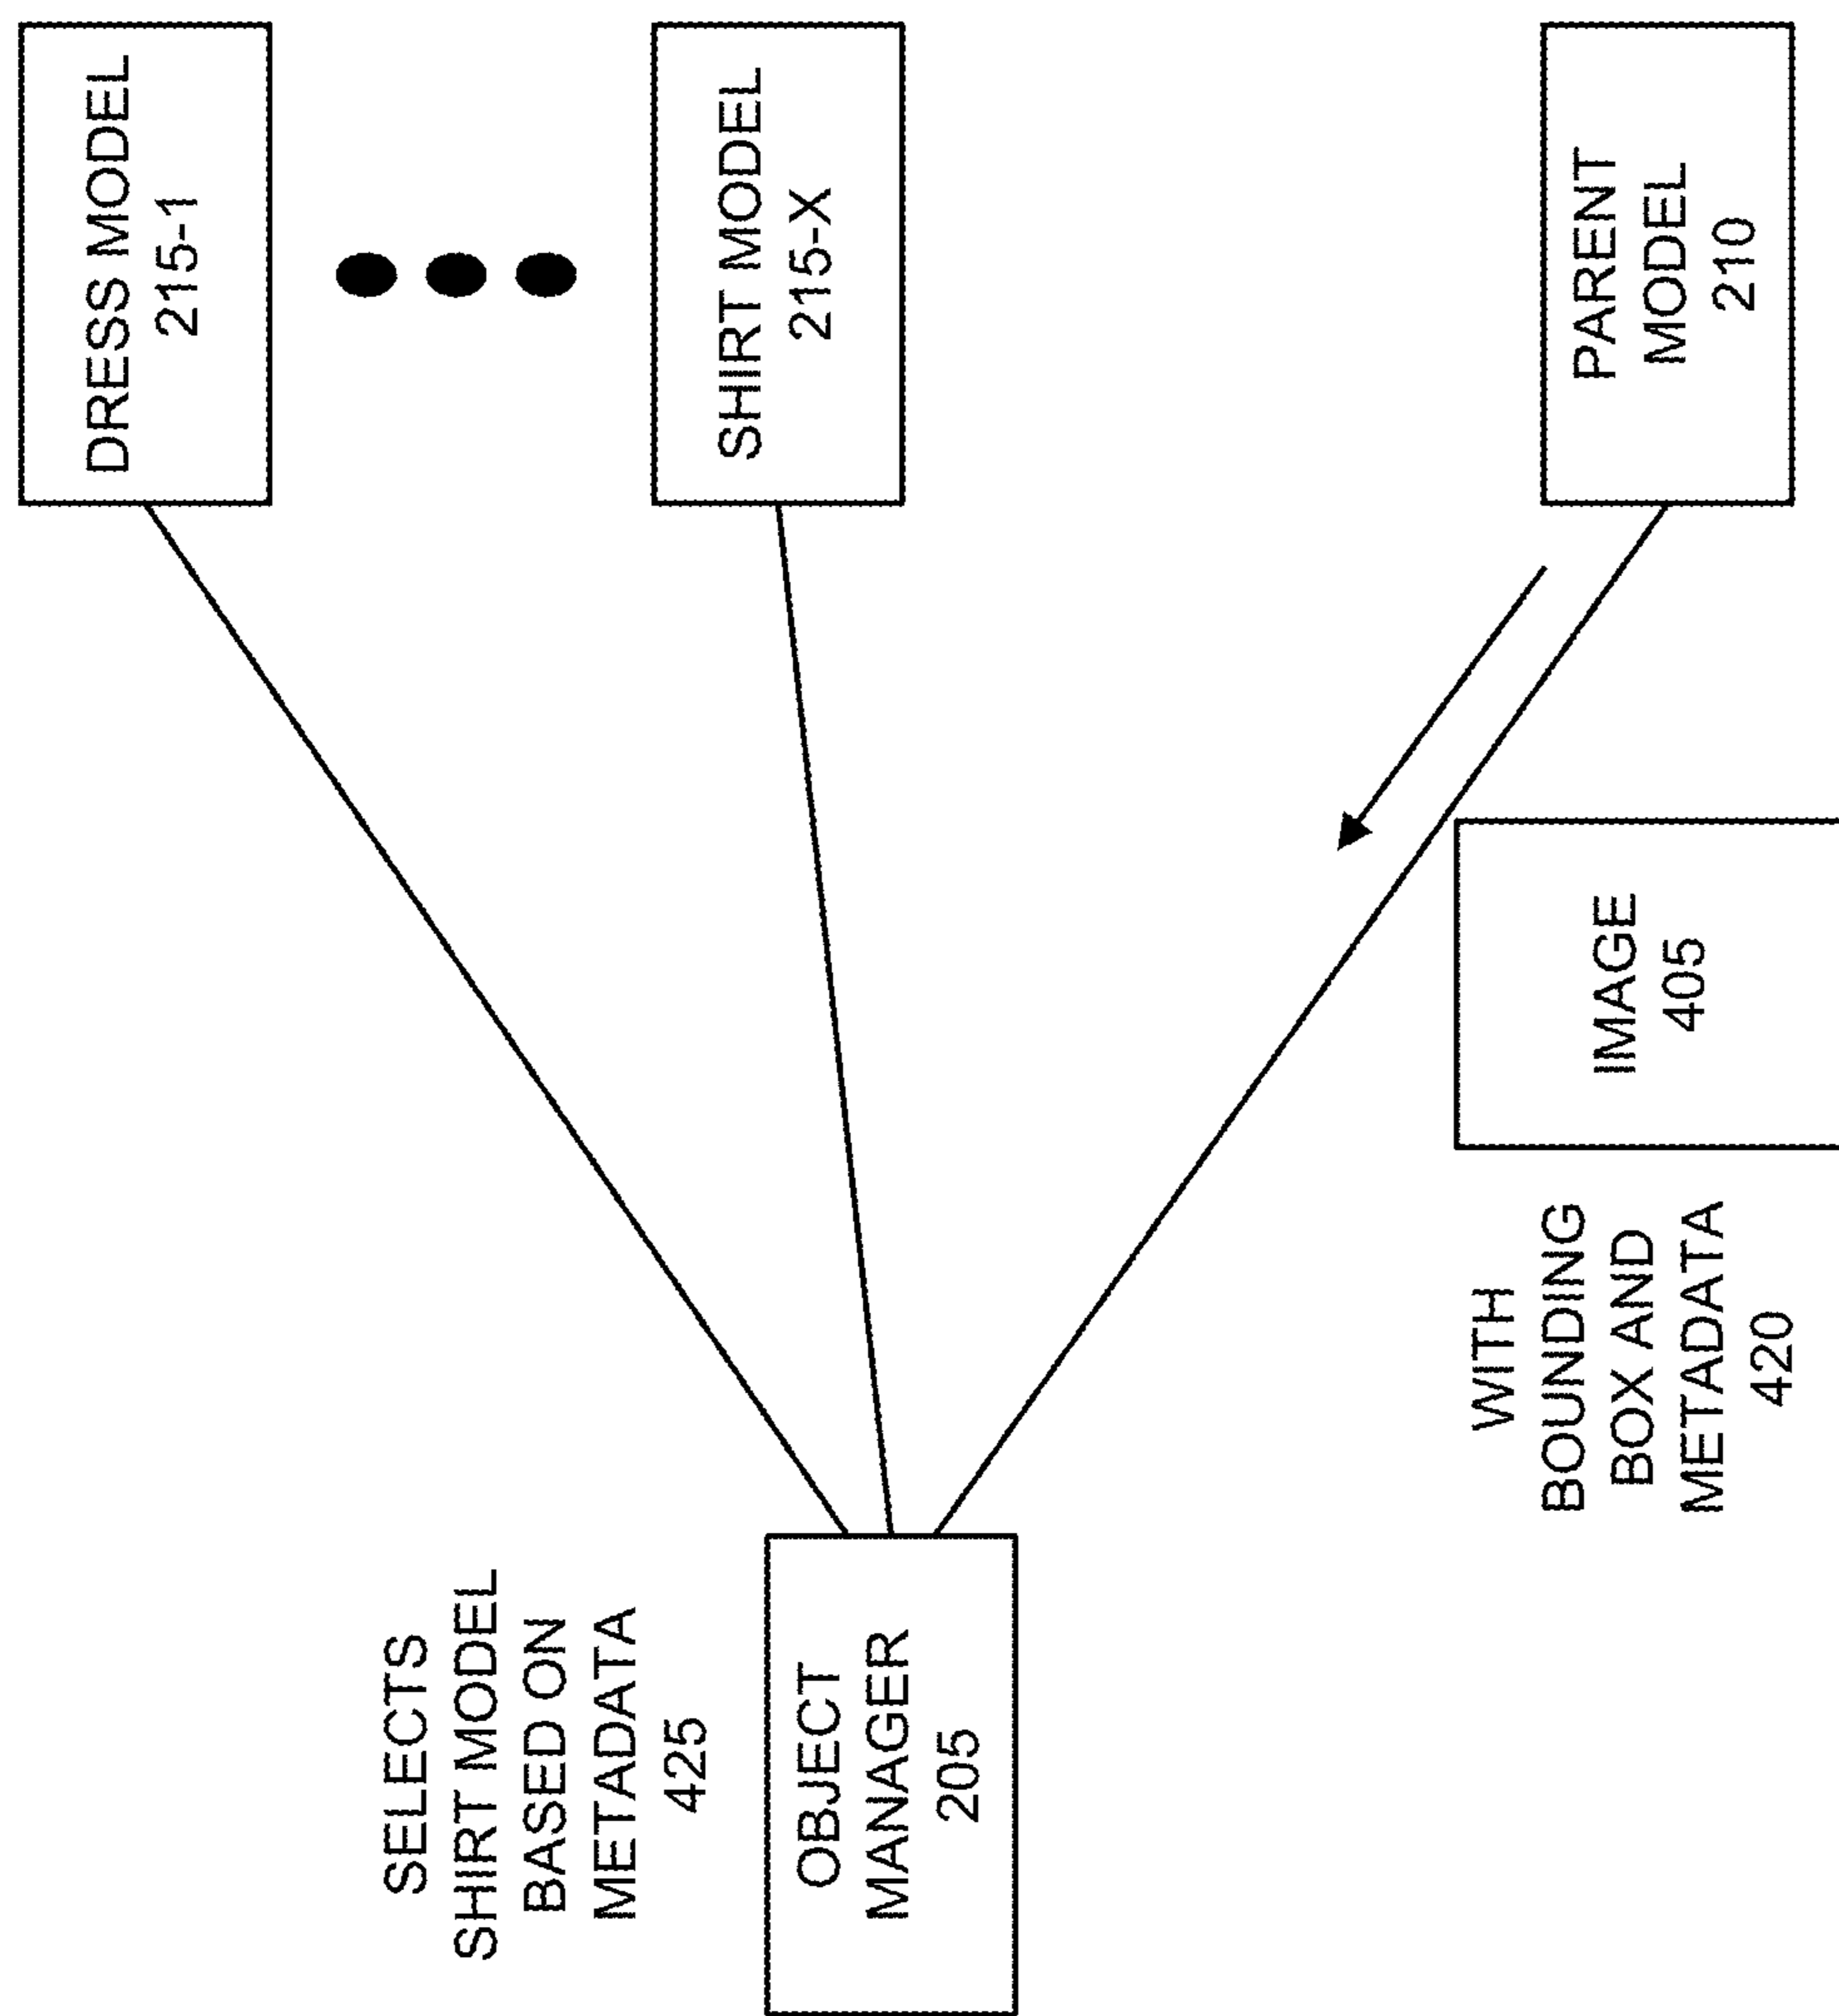 DRESS MODEL
215-1
SHIRT MODEL
215-X
SELECTS
SHIRT MODEL
BASED ON
METADATA
425
OBJECT
MANAGER
205
PARENT
MODEL
210
IMAGE
405
WITH
BOUNDING
BOX AND
METADATA
420